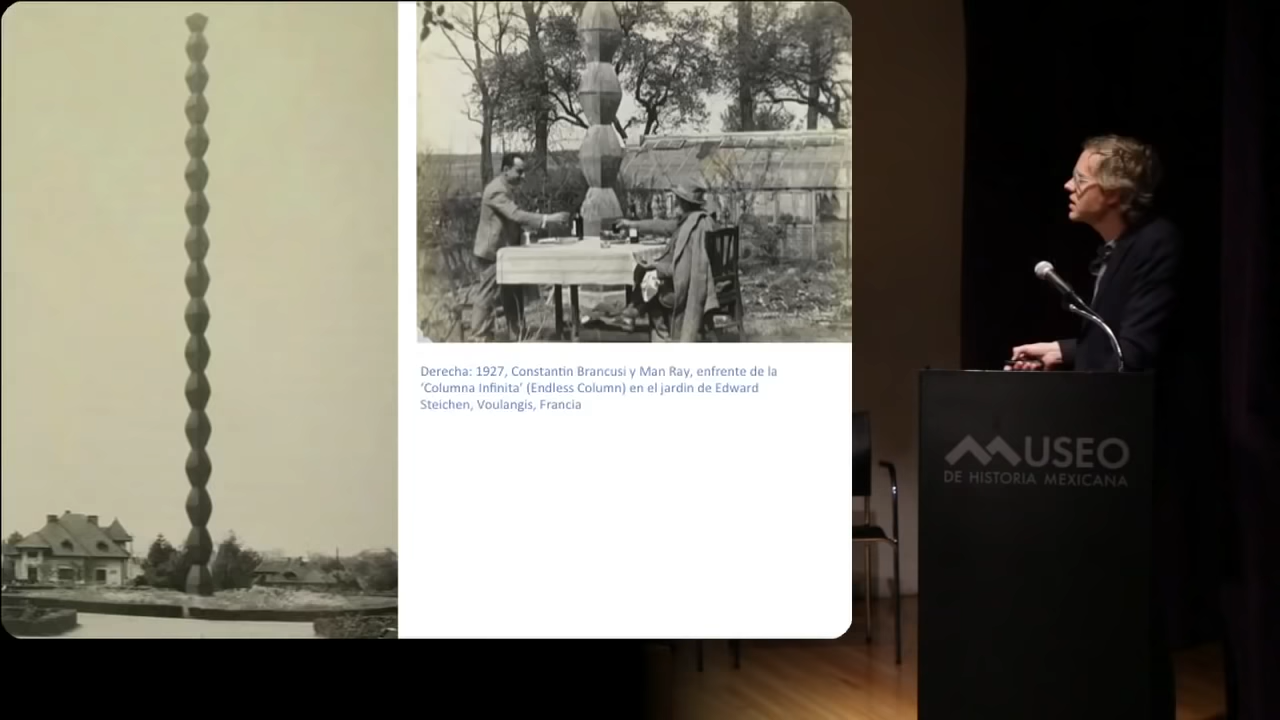 Derecha: 1927, Constantin Brancusi y Man Ray, enfrente de la
‘Columna Infinita’ (Endless Column) en el jardin de Edward
Steichen, Voulangis, Francia
MUSEO
DE HISTORIA MEXICANA